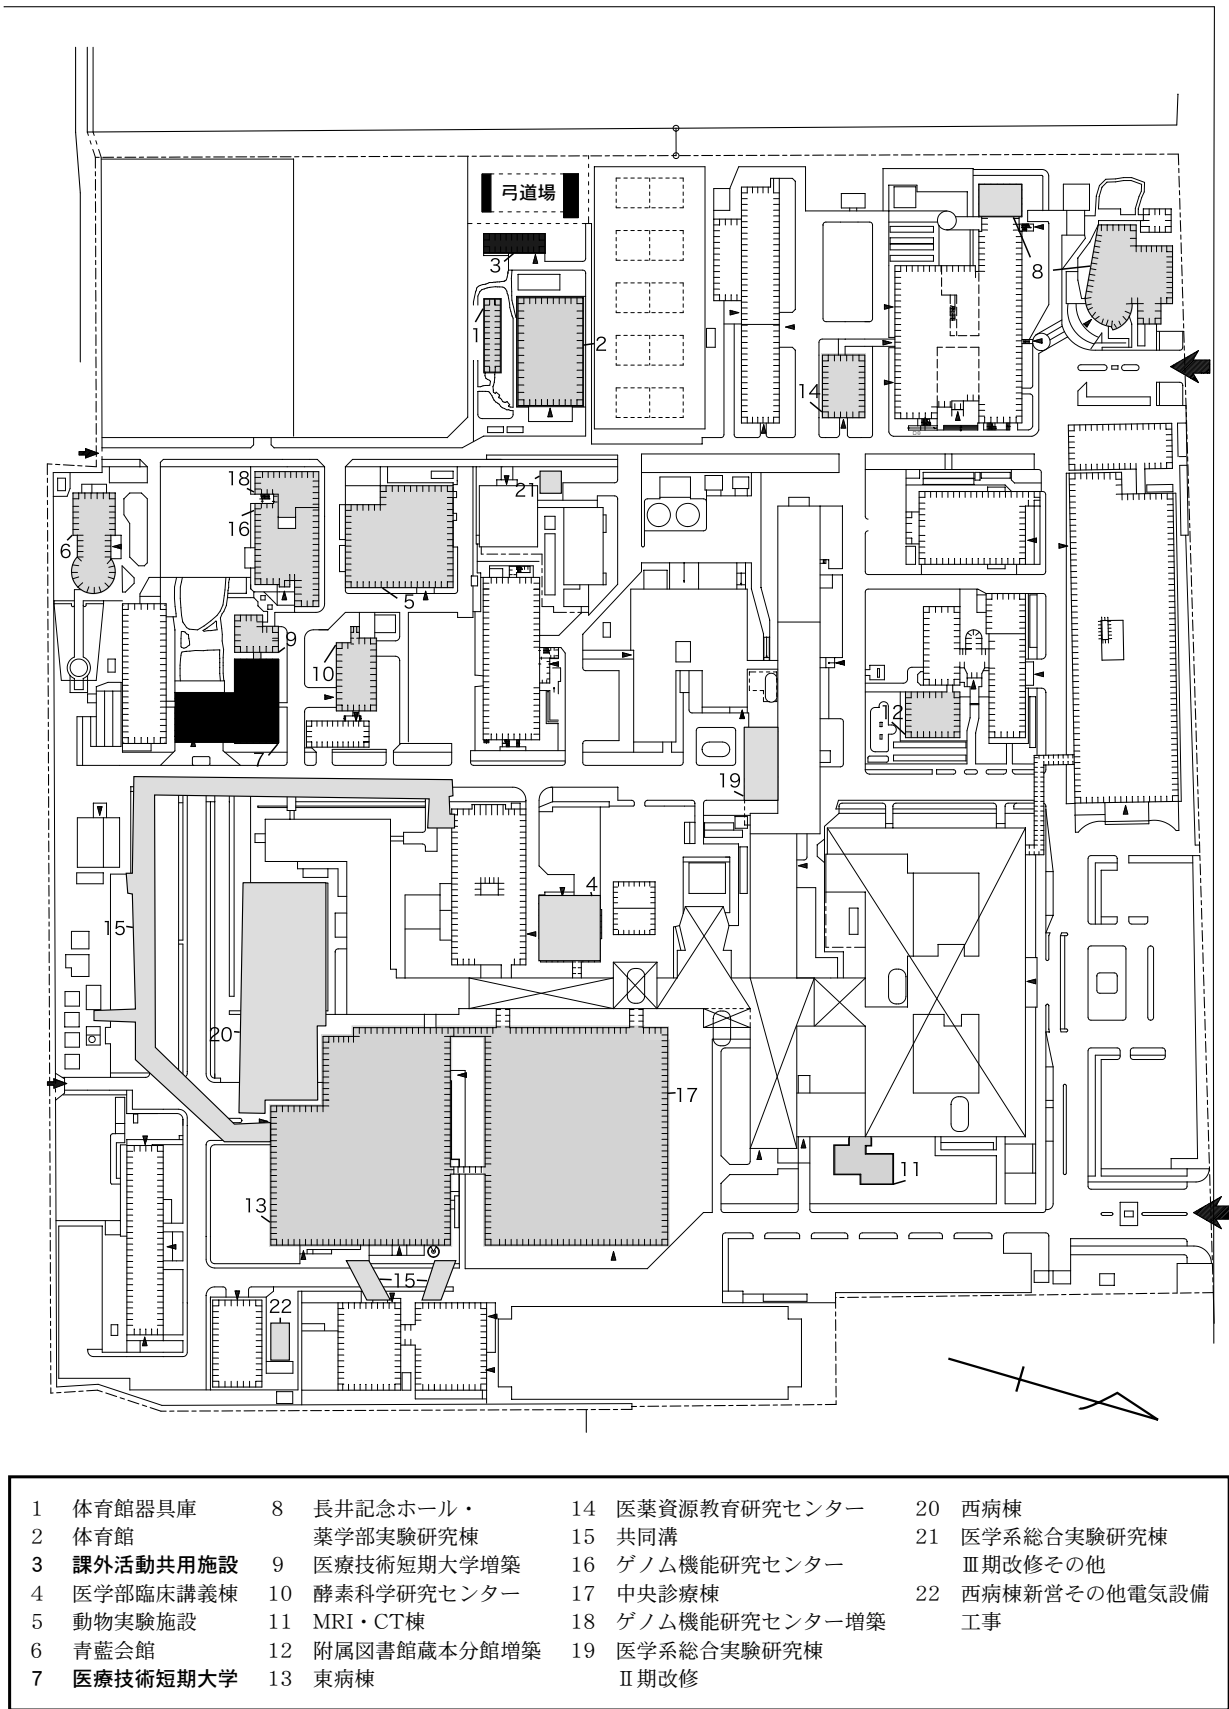 弓道場
3
1
2
8
14
18
21
16
6
5
9
10
12
7
19
4
15
20
17
11
13
15
22
1 体育館器具庫
2 体育館
3 課外活動共用施設
4 医学部臨床講義棟
5 動物実験施設
6 青藍会館
7 医療技術短期大学
8 長井記念ホール・
薬学部実験研究棟
9 医療技術短期大学増築
10 酵素科学研究センター
11 MRI・CT棟
12 附属図書館蔵本分館増築
13 東病棟
14 医薬資源教育研究センター
15 共同溝
16 ゲノム機能研究センター
17 中央診療棟
18 ゲノム機能研究センター増築
19 医学系総合実験研究棟
Ⅱ期改修
20 西病棟
21 医学系総合実験研究棟
Ⅲ期改修その他
22 西病棟新営その他電気設備
工事